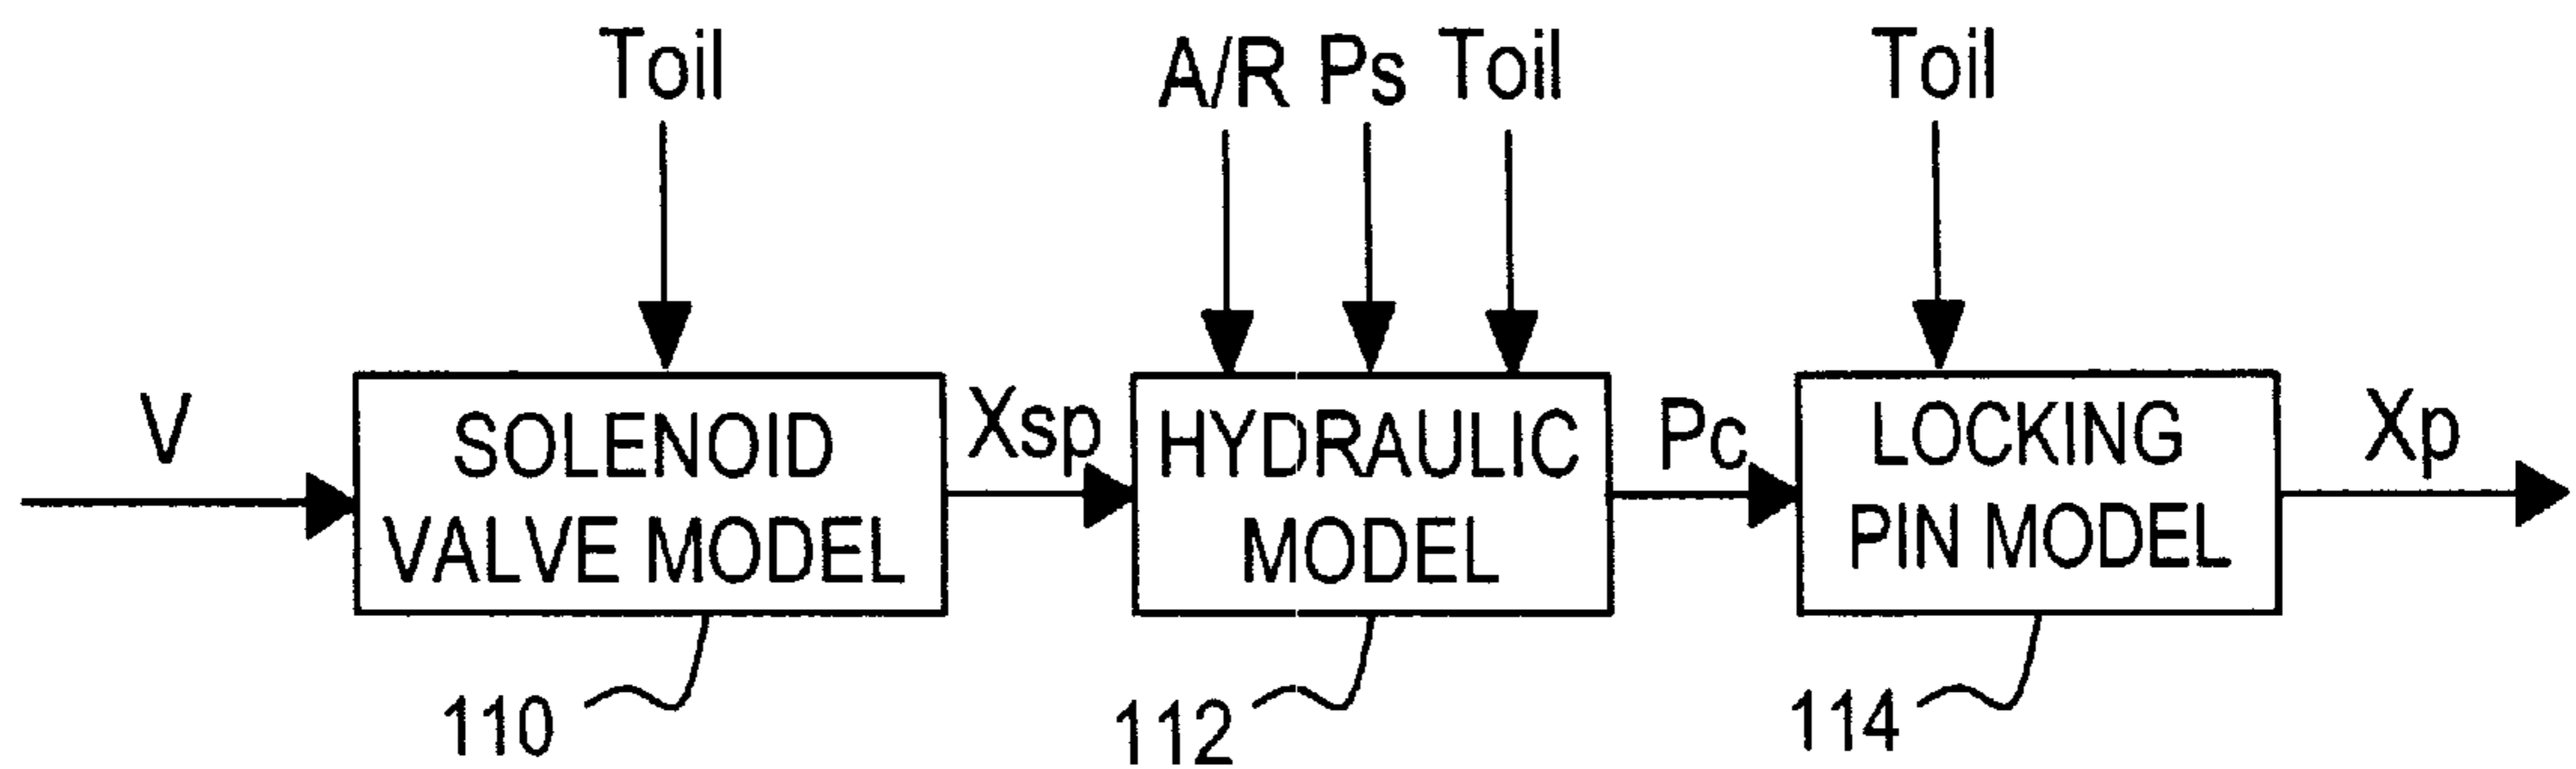 Toil
A/R Ps Toil
Toil
V
SOLENOID
VALVE MODEL
Xsp
HYDRAULIC
MODEL
Pc
LOCKING
PIN MODEL
Xp
110
112
114